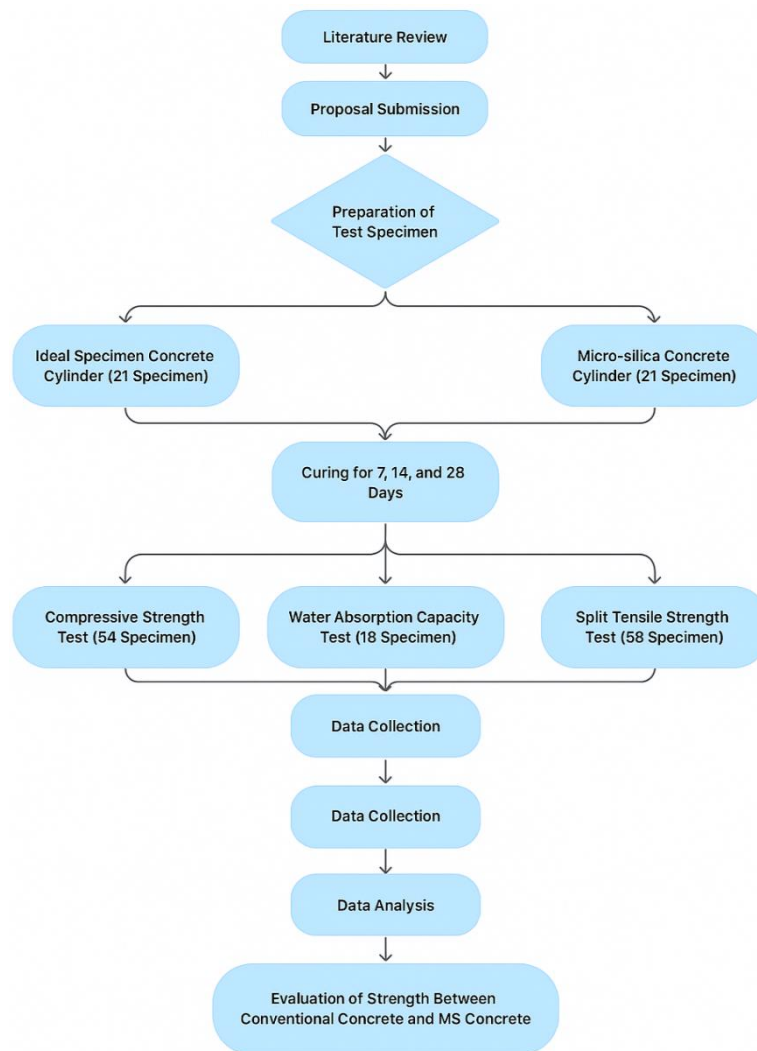 Literature Review
Proposal Submission
Preparation of
Test Specimen
Ideal Specimen Concrete
Cylinder (21 Specimen)
Micro-silica Concrete
Cylinder (21 Specimen)
Curing for 7, 14, and 28
Days
Compressive Strength
Test (54 Specimen)
Water Absorption Capacity
Test (18 Specimen)
Split Tensile Strength
Test (58 Specimen)
Data Collection
Data Collection
Data Analysis
Evaluation of Strength Between
Conventional Concrete and MS Concrete